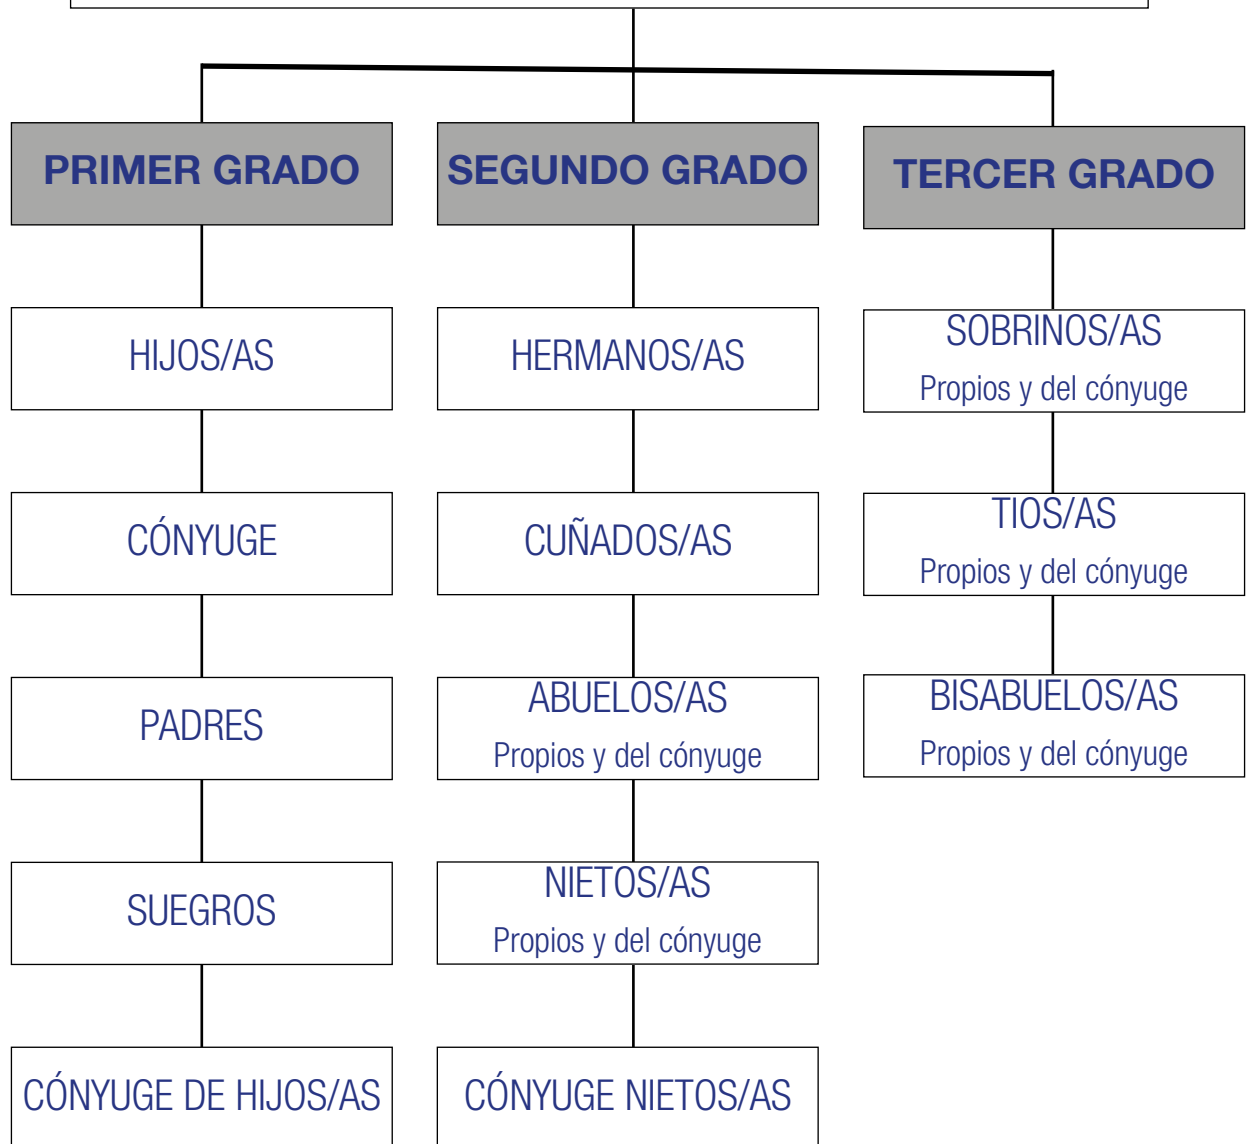 PRIMER GRADO
HIJOS/AS
CÓNYUGE
PADRES
SUEGROS
CÓNYUGE DE HIJOS/AS
SEGUNDO GRADO
HERMANOS/AS
CUÑADOS/AS
ABUELOS/AS
Propios y del cónyuge
NIETOS/AS
Propios y del cónyuge
CÓNYUGE NIETOS/AS
TERCER GRADO
SOBRINOS/AS
Propios y del cónyuge
TIOS/AS
Propios y del cónyuge
BISABUELOS/AS
Propios y del cónyuge